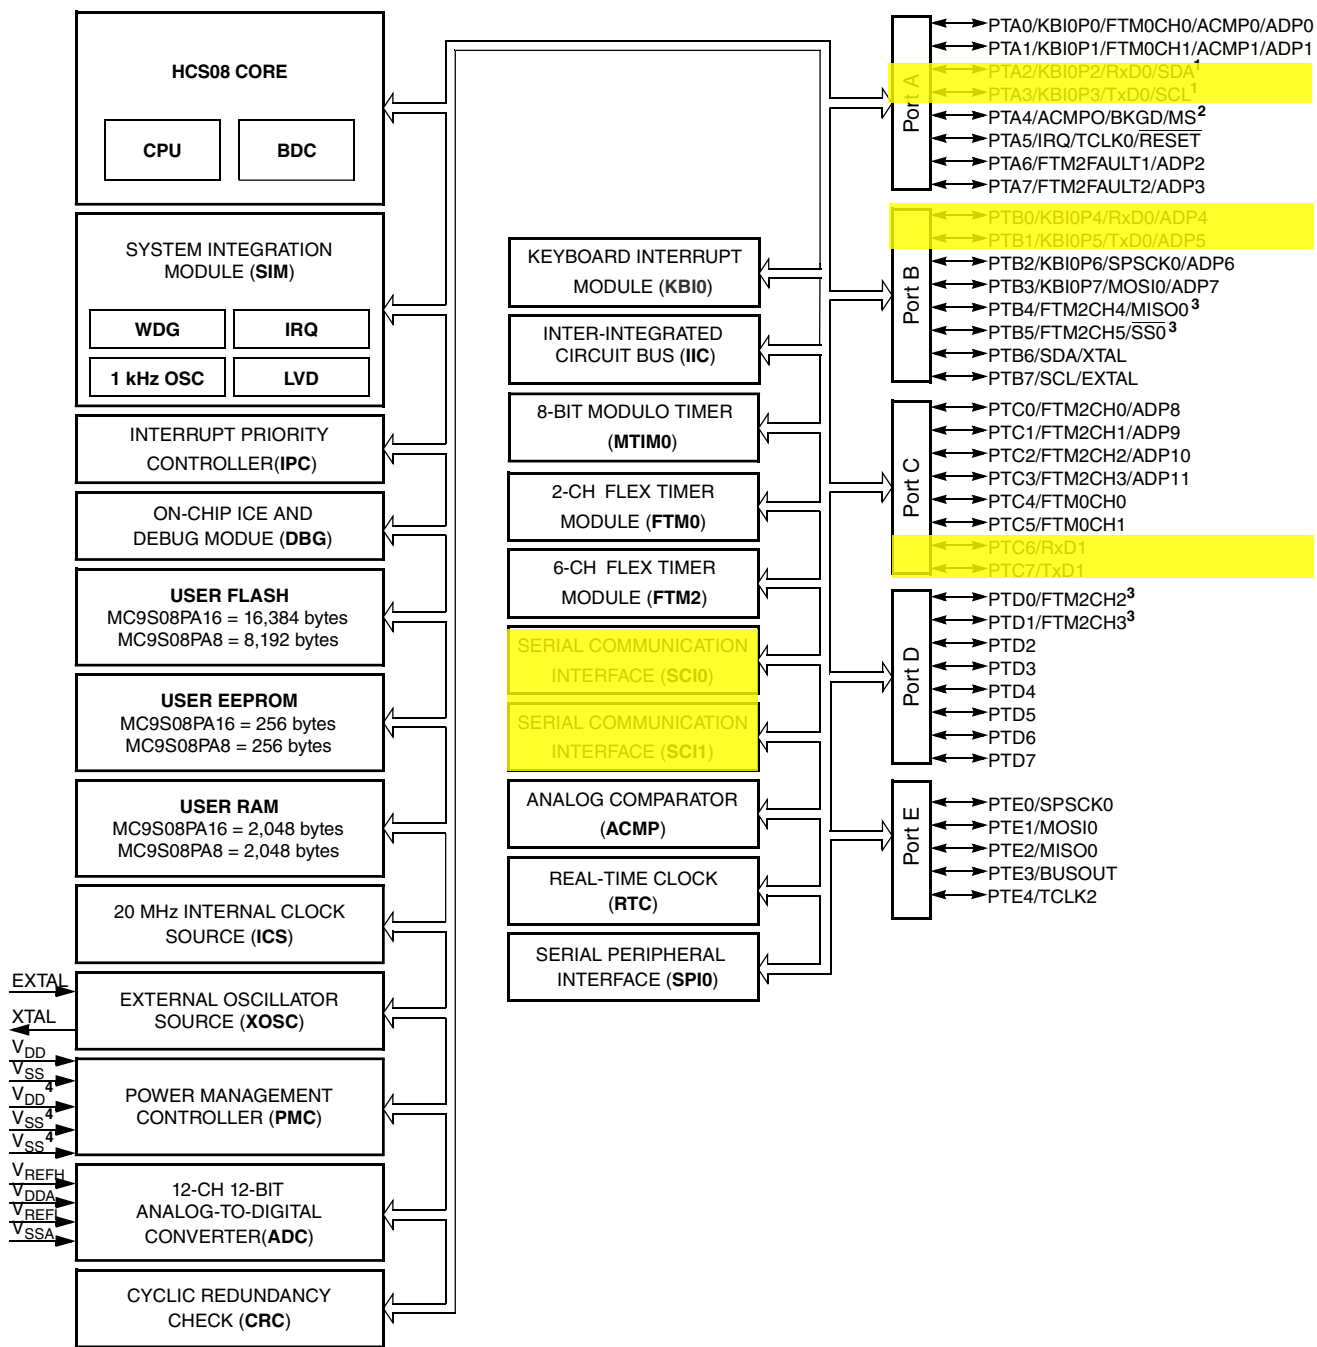 HCS08 CORE
CPU
BDC
SYSTEM INTEGRATION
MODULE (SIM)
WDG
IRQ
1 kHz OSC
LVD
INTERRUPT PRIORITY
CONTROLLER(IPC)
ON-CHIP ICE AND
DEBUG MODUE (DBG)
USER FLASH
MC9S08PA16 = 16,384 bytes
MC9S08PA8 = 8,192 bytes
USER EEPROM
MC9S08PA16 = 256 bytes
MC9S08PA8 = 256 bytes
USER RAM
MC9S08PA16 = 2,048 bytes
MC9S08PA8 = 2,048 bytes
20 MHz INTERNAL CLOCK
SOURCE (ICS)
EXTAL
XTAL
EXTERNAL OSCILLATOR
SOURCE (XOSC)
VDD
VSS
VDD4
VSS4
VSS4
POWER MANAGEMENT
CONTROLLER (PMC)
VREFH
VDDA
VREFL
VSSA
12-CH 12-BIT
ANALOG-TO-DIGITAL
CONVERTER(ADC)
CYCLIC REDUNDANCY
CHECK (CRC)
KEYBOARD INTERRUPT
MODULE (KBI0)
INTER-INTEGRATED
CIRCUIT BUS (IIC)
8-BIT MODULO TIMER
(MTIM0)
2-CH FLEX TIMER
MODULE (FTM0)
6-CH FLEX TIMER
MODULE (FTM2)
SERIAL COMMUNICATION
INTERFACE (SCI0)
SERIAL COMMUNICATION
INTERFACE (SCI1)
ANALOG COMPARATOR
(ACMP)
REAL-TIME CLOCK
(RTC)
SERIAL PERIPHERAL
INTERFACE (SPI0)
Port A
PTA0/KBI0P0/FTM0CH0/ACMP0/ADP0
PTA1/KBI0P1/FTM0CH1/ACMP1/ADP1
PTA2/KBI0P2/RxD0/SDA1
PTA3/KBI0P3/TxD0/SCL1
PTA4/ACMPO/BKGD/MS2
PTA5/IRQ/TCLK0/RESET
PTA6/FTM2FAULT1/ADP2
PTA7/FTM2FAULT2/ADP3
Port B
PTB0/KBI0P4/RxD0/ADP4
PTB1/KBI0P5/TxD0/ADP5
PTB2/KBI0P6/SPSCK0/ADP6
PTB3/KBI0P7/MOSI0/ADP7
PTB4/FTM2CH4/MISO03
PTB5/FTM2CH5/SS03
PTB6/SDA/XTAL
PTB7/SCL/EXTAL
Port C
PTC0/FTM2CH0/ADP8
PTC1/FTM2CH1/ADP9
PTC2/FTM2CH2/ADP10
PTC3/FTM2CH3/ADP11
PTC4/FTM0CH0
PTC5/FTM0CH1
PTC6/RxD1
PTC7/TxD1
Port D
PTD0/FTM2CH23
PTD1/FTM2CH33
PTD2
PTD3
PTD4
PTD5
PTD6
PTD7
Port E
PTE0/SPSCK0
PTE1/MOSI0
PTE2/MISO0
PTE3/BUSOUT
PTE4/TCLK2